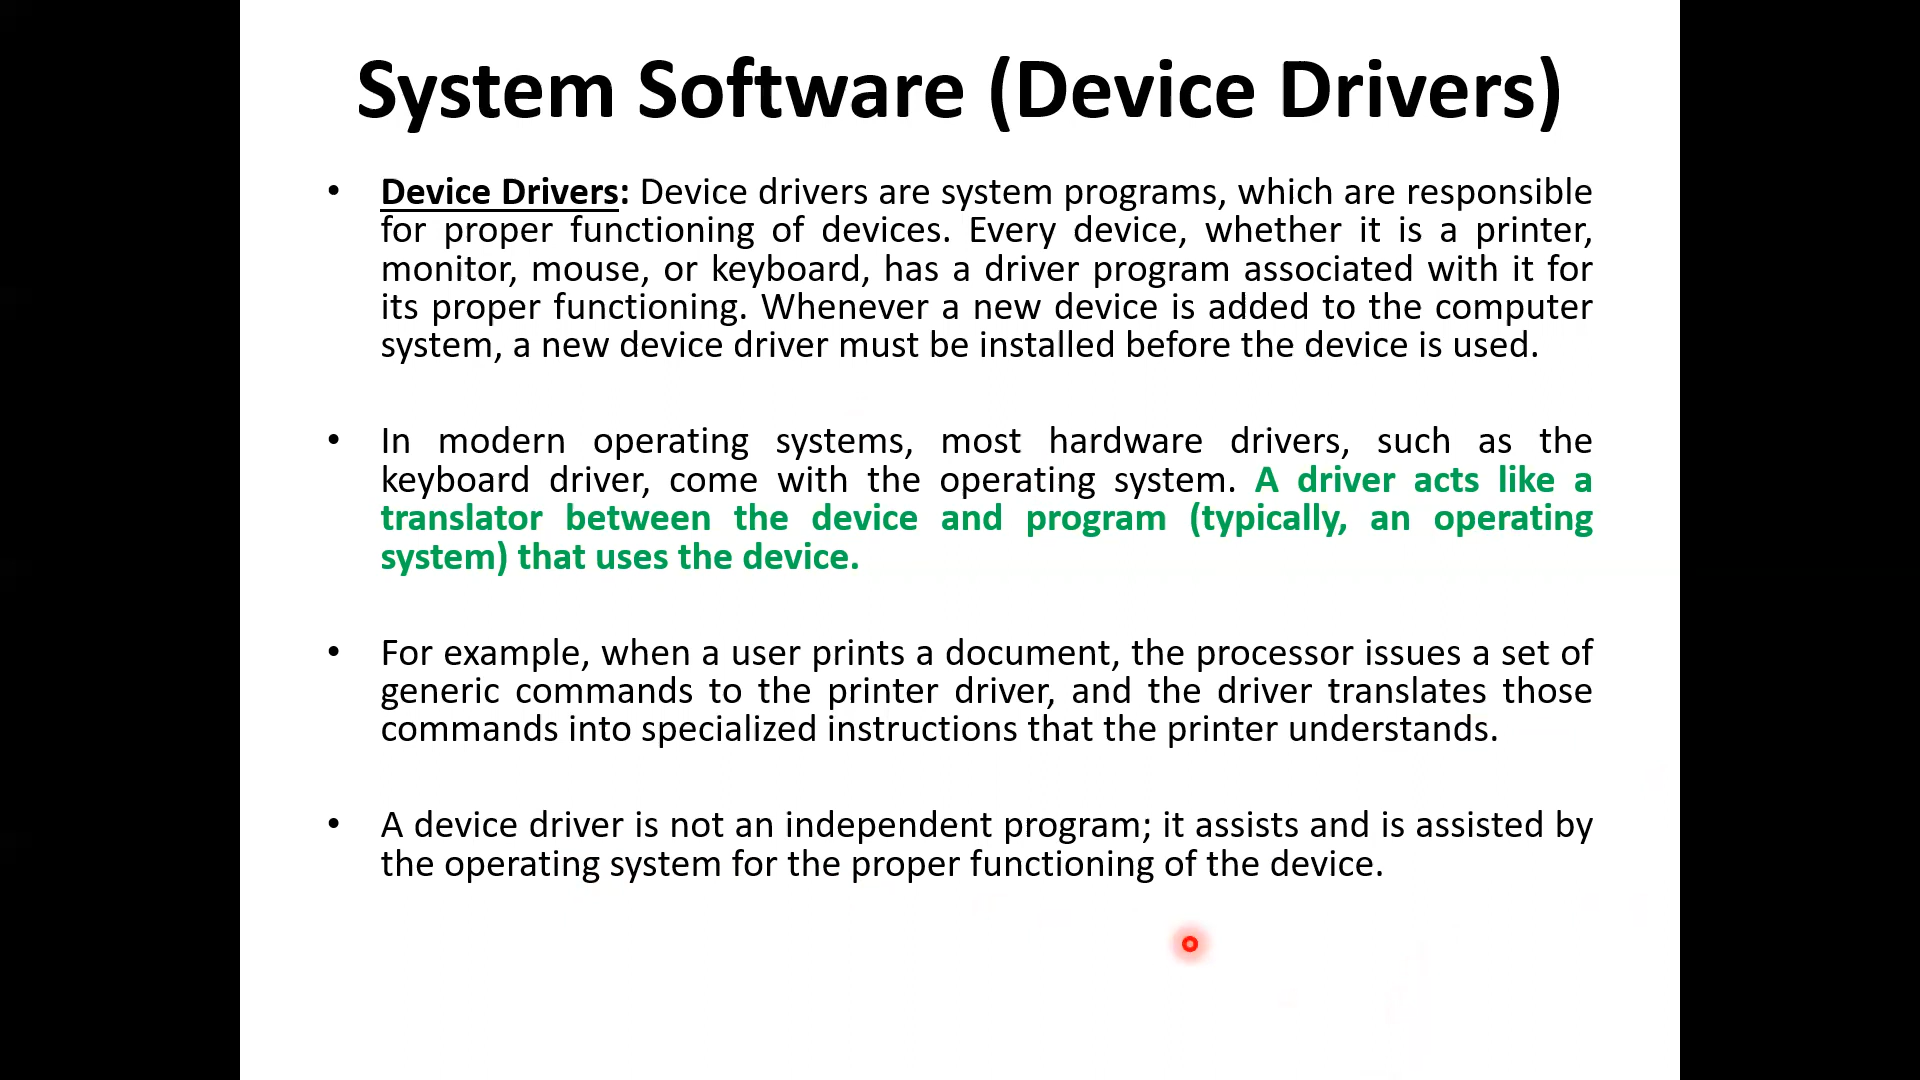 System Software (Device Drivers)
• Device Drivers: Device drivers are system programs, which are responsible
for proper functioning of devices. Every device, whether it is a printer,
monitor, mouse, or keyboard, has a driver program associated with it for
its proper functioning. Whenever a new device is added to the computer
system, a new device driver must be installed before the device is used.
• In modern operating systems, most hardware drivers, such as the
keyboard driver, come with the operating system. A driver acts like a
translator between the device and program (typically, an operating
system) that uses the device.
• For example, when a user prints a document, the processor issues a set of
generic commands to the printer driver, and the driver translates those
commands into specialized instructions that the printer understands.
• A device driver is not an independent program; it assists and is assisted by
the operating system for the proper functioning of the device.